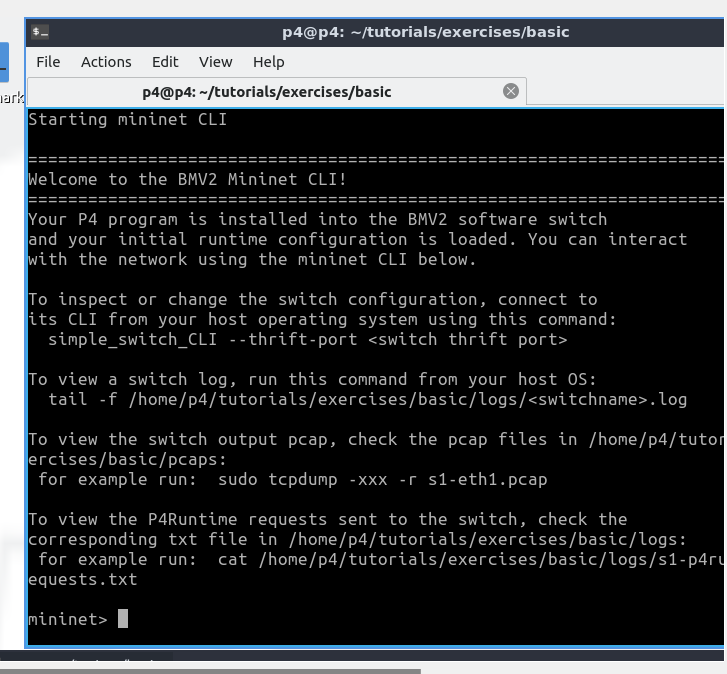 p4@p4: ~/tutorials/exercises/basic
File Actions Edit View Help
p4@p4: ~/tutorials/exercises/basic
Starting mininet CLI
======================================================================
Welcome to the BMV2 Mininet CLI!
======================================================================
Your P4 program is installed into the BMV2 software switch
and your initial runtime configuration is loaded. You can interact
with the network using the mininet CLI below.
To inspect or change the switch configuration, connect to
its CLI from your host operating system using this command:
simple_switch_CLI --thrift-port <switch thrift port>
To view a switch log, run this command from your host OS:
tail -f /home/p4/tutorials/exercises/basic/logs/<switchname>.log
To view the switch output pcap, check the pcap files in /home/p4/tutor
ercises/basic/pcaps:
for example run:  sudo tcpdump -xxx -r s1-eth1.pcap
To view the P4Runtime requests sent to the switch, check the
corresponding txt file in /home/p4/tutorials/exercises/basic/logs:
for example run:  cat /home/p4/tutorials/exercises/basic/logs/s1-p4ru
equests.txt
mininet>